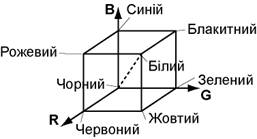 B
Синій
Блакитний
Рожевий
Білий
Чорний
Зелений
G
R
Червоний
Жовтий